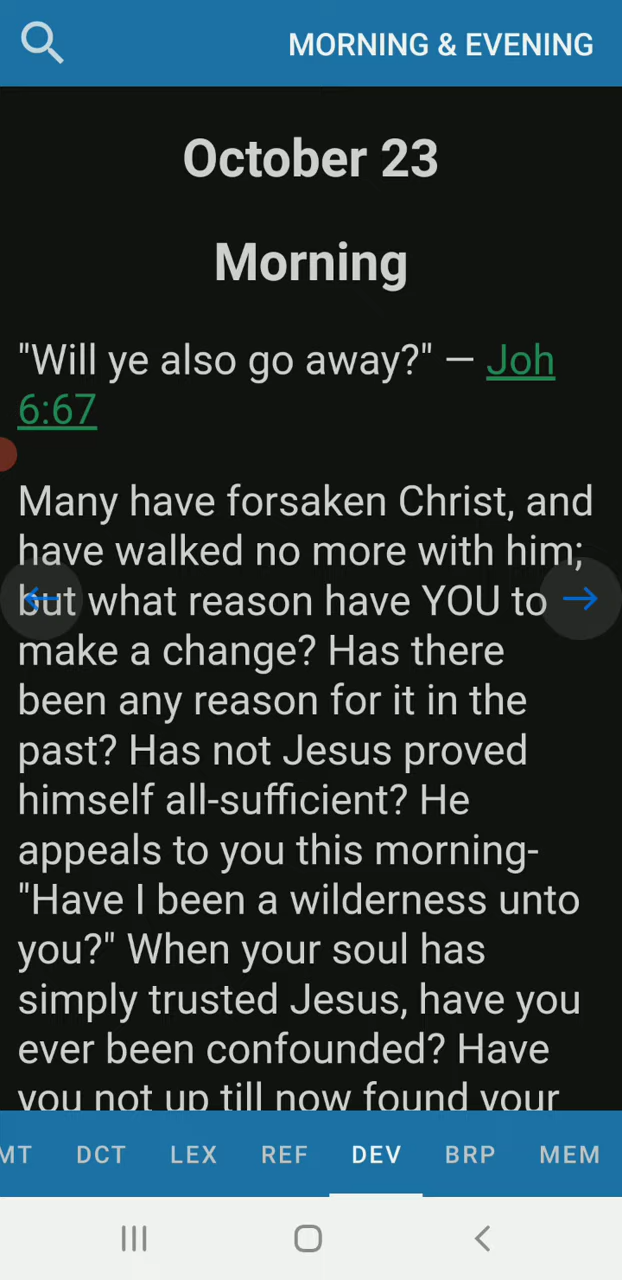 MORNING & EVENING
October 23
Morning
"Will ye also go away?" — Joh
6:67
Many have forsaken Christ, and
have walked no more with him;
but what reason have YOU to
make a change? Has there
been any reason for it in the
past? Has not Jesus proved
himself all-sufficient? He
appeals to you this morning-
"Have I been a wilderness unto
you?" When your soul has
simply trusted Jesus, have you
ever been confounded? Have
you not up till now found your
MT DCT LEX REF DEV BRP MEM